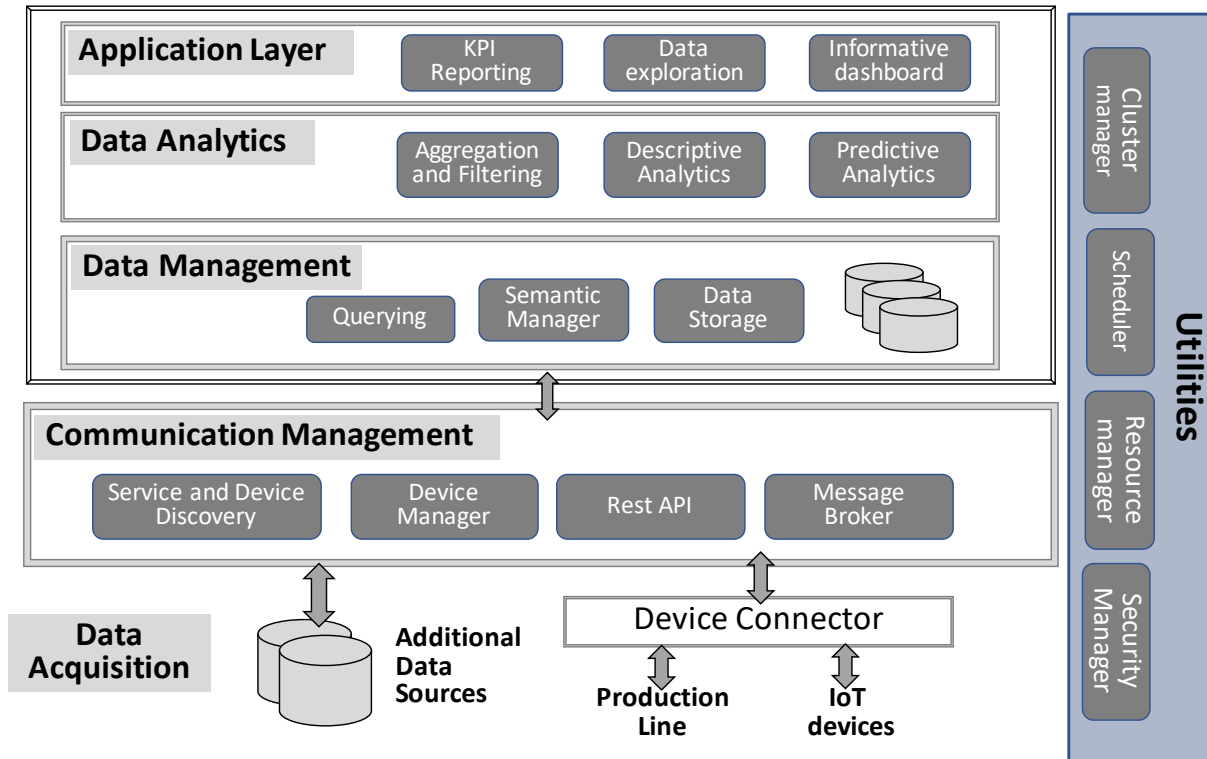 Application Layer
KPI
Reporting
Data
exploration
Informative
dashboard
Data Analytics
Aggregation
and Filtering
Descriptive
Analytics
Predictive
Analytics
Data Management
Querying
Semantic
Manager
Data
Storage
Communication Management
Service and Device
Discovery
Device
Manager
Rest API
Message
Broker
Data
Acquisition
Additional
Data
Sources
Device Connector
Production
Line
IoT
devices
Utilities
Cluster
manager
Scheduler
Resource
manager
Security
Manager